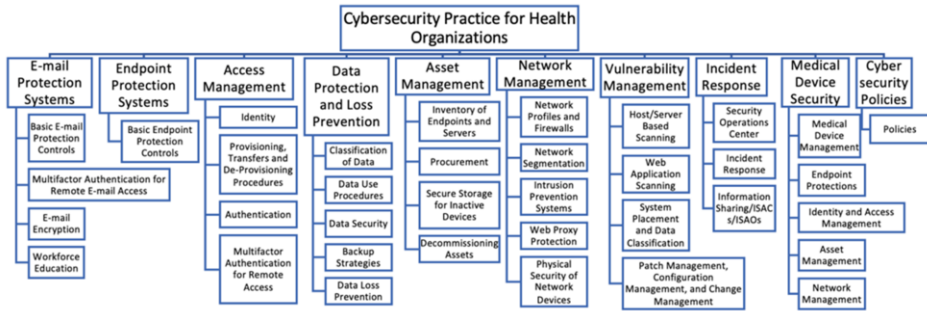 Cybersecurity Practice for Health
Organizations
E-mail
Protection
Systems
Basic E-mail
Protection
Controls
Multifactor Authentication for
Remote E-mail Access
E-mail
Encryption
Workforce
Education
Endpoint
Protection
Systems
Basic Endpoint
Protection
Controls
Access
Management
Identity
Provisioning,
Transfers and
De-Provisioning
Procedures
Authentication
Multifactor
Authentication
for Remote
Access
Data
Protection
and Loss
Prevention
Classification
of Data
Data Use
Procedures
Data Security
Backup
Strategies
Data Loss
Prevention
Asset
Management
Inventory of
Endpoints and
Servers
Procurement
Secure Storage
for Inactive
Devices
Decommissioning
Assets
Network
Management
Network
Profiles and
Firewalls
Network
Segmentation
Intrusion
Prevention
Systems
Web Proxy
Protection
Physical
Security of
Network
Devices
Vulnerability
Management
Host/Server
Based
Scanning
Web
Application
Scanning
System
Placement
and Data
Classification
Patch Management,
Configuration
Management, and Change
Management
Incident
Response
Security
Operations
Center
Incident
Response
Information
Sharing/ISAC
s/ISAOs
Medical
Device
Security
Medical
Device
Management
Endpoint
Protections
Identity and Access
Management
Asset
Management
Network
Management
Cyber
security
Policies
Policies